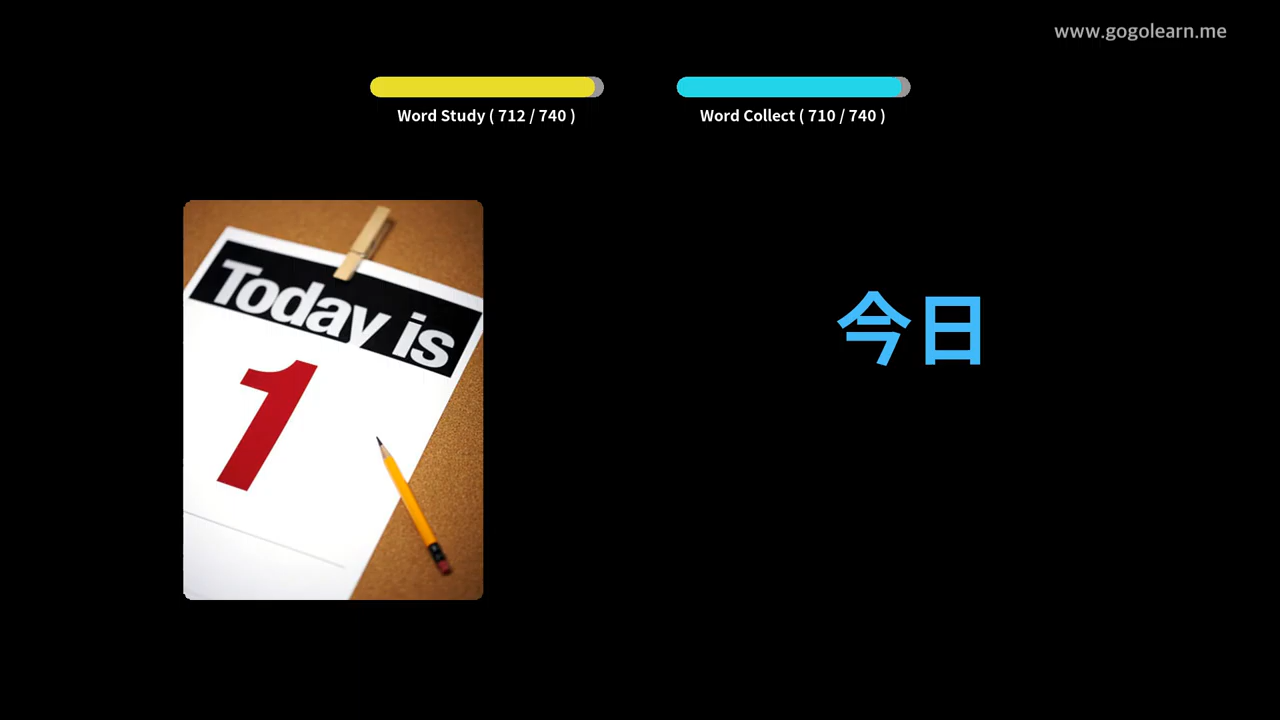 www.gogolearn.me
Word Study ( 712 / 740 )
Word Collect ( 710 / 740 )
Today is
1
今日